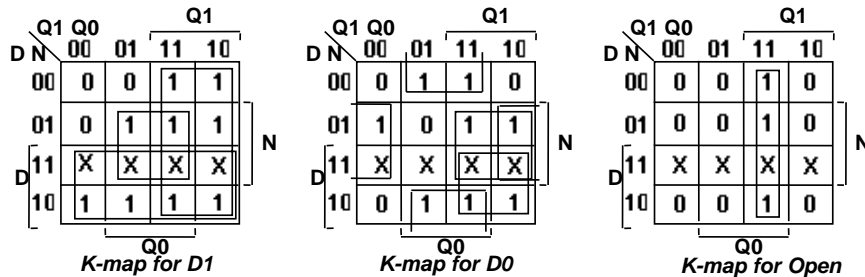 Q1 Q1 Q1
Q1 Q0 Q1 Q0 Q1 Q0
D N 00 01 11 10 D N 00 01 11 10 D N 00 01 11 10
00 0 0 1 1 00 0 1 1 0 00 0 0 1 0
01 0 1 1 1 01 1 0 1 1 01 0 0 1 0
N N N
D 11 X X X X D 11 X X X X D 11 X X X X
10 1 1 1 1 10 0 1 1 1 10 0 0 1 0
Q0 Q0 Q0
K-map for D1 K-map for D0 K-map for Open